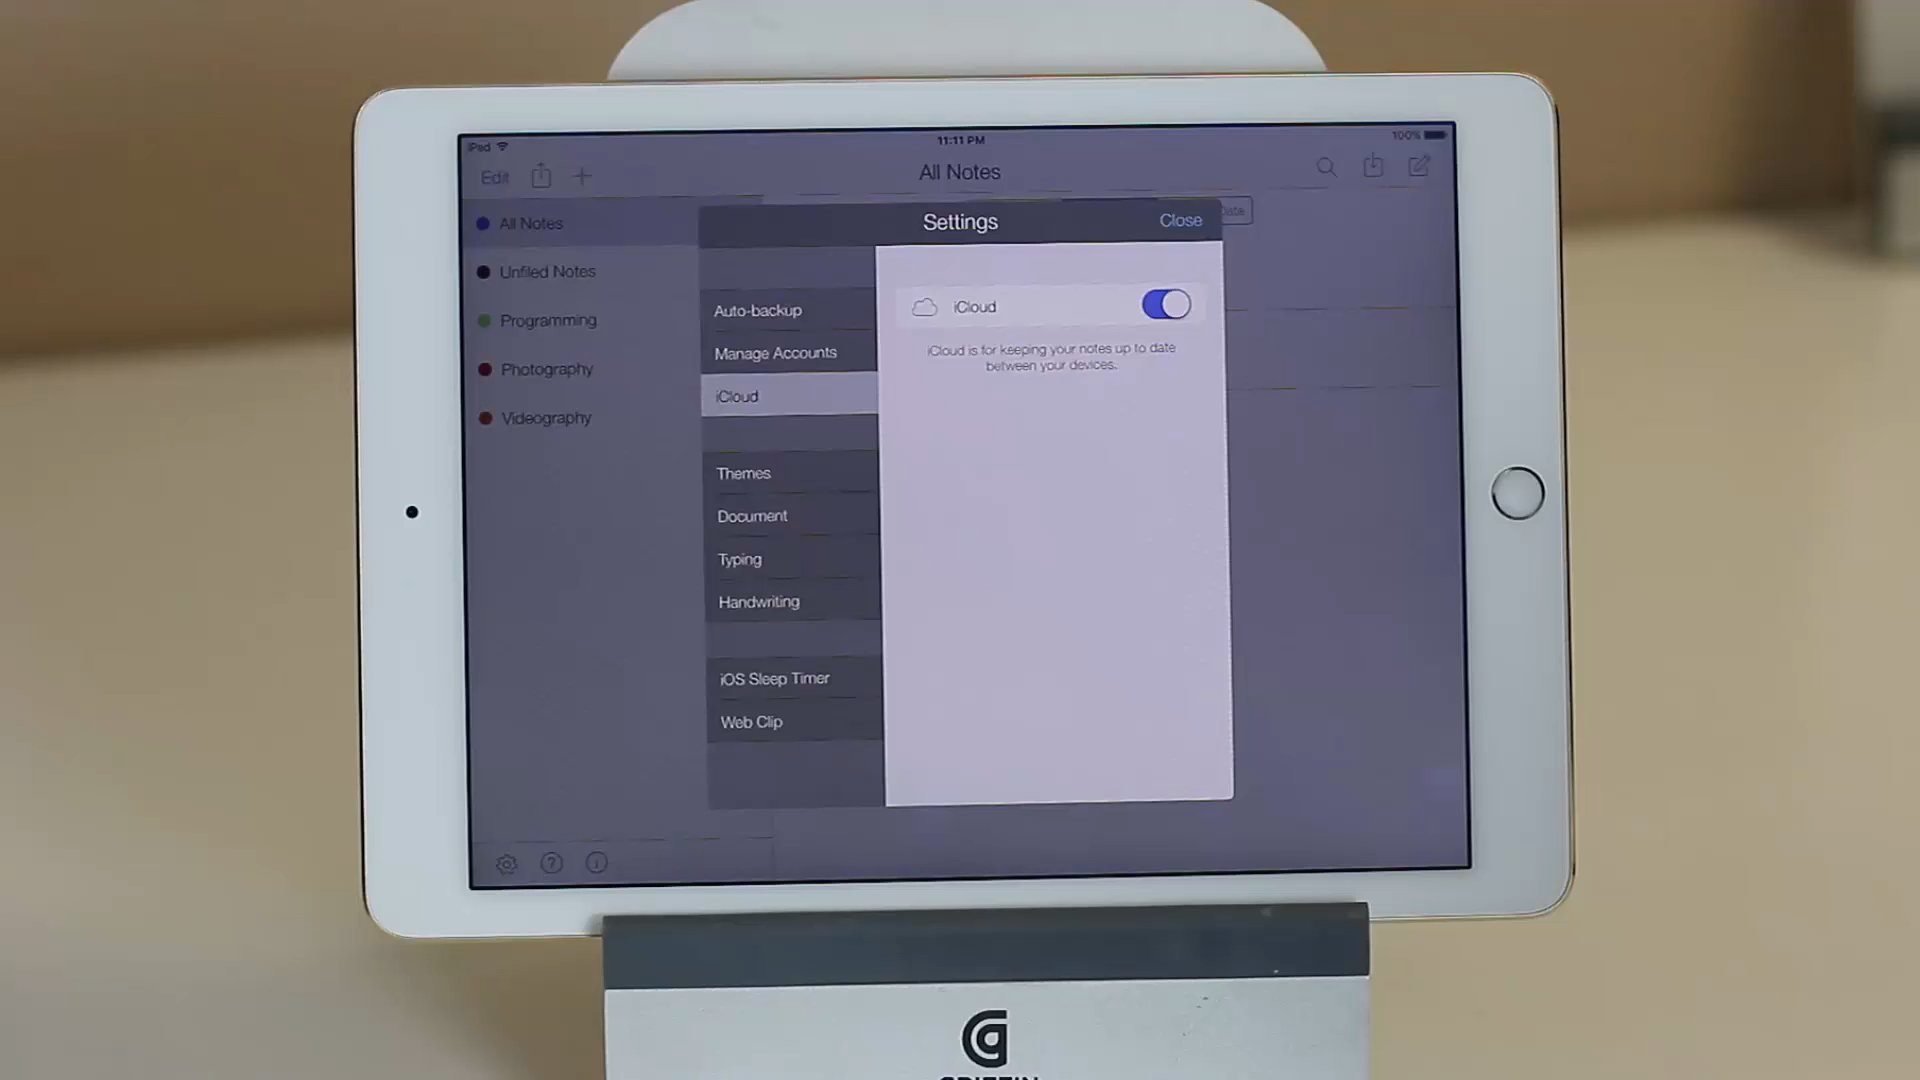 iPad
11:11 PM
100%
Edit
All Notes
All Notes
Unfiled Notes
Programming
Photography
Videography
Settings
Close
Date
Auto-backup
Manage Accounts
iCloud
Themes
Document
Typing
Handwriting
iOS Sleep Timer
Web Clip
iCloud
iCloud is for keeping your notes up to date
between your devices.
GRIFFIN